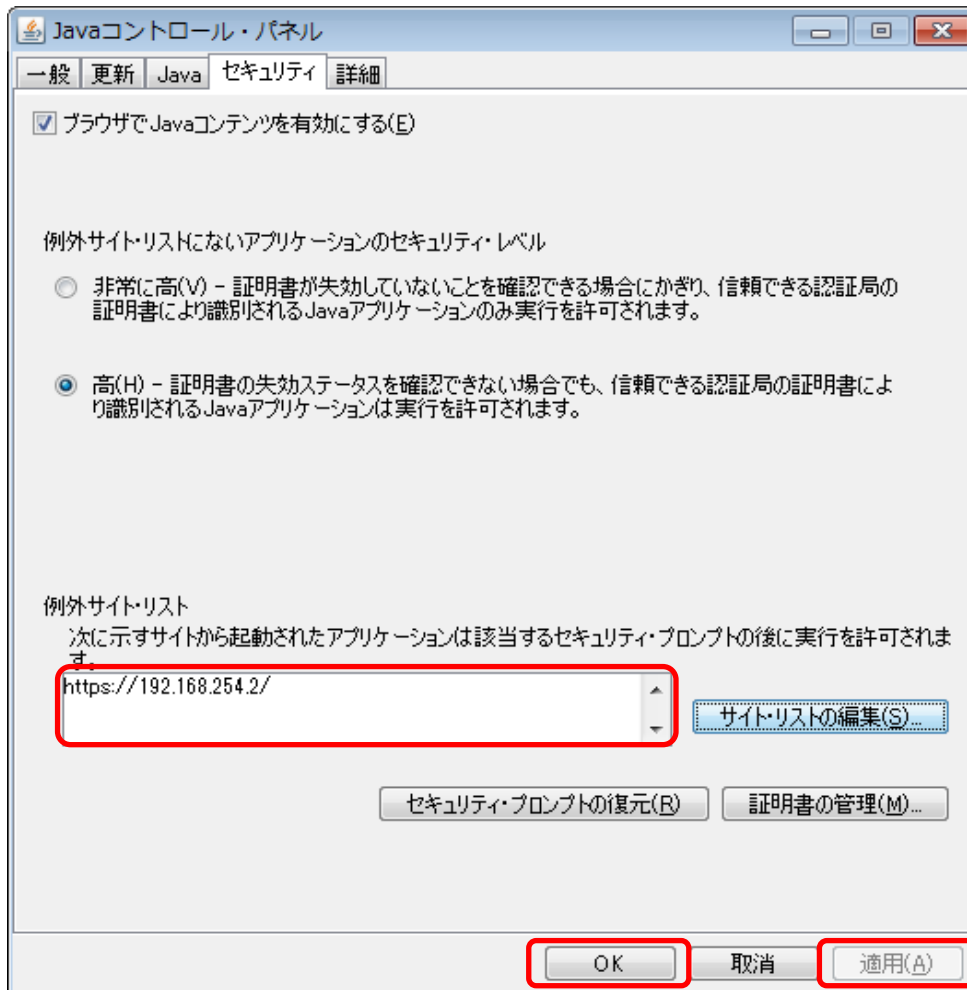 Javaコントロール・パネル
一般 更新 Java セキュリティ 詳細
ブラウザでJavaコンテンツを有効にする(E)
例外サイト・リストにないアプリケーションのセキュリティ・レベル
非常に高(V) - 証明書が失効していないことを確認できる場合にかぎり、信頼できる認証局の
証明書により識別されるJavaアプリケーションのみ実行を許可されます。
高(H) - 証明書の失効ステータスを確認できない場合でも、信頼できる認証局の証明書によ
り識別されるJavaアプリケーションは実行を許可されます。
例外サイト・リスト
次に示すサイトから起動されたアプリケーションは該当するセキュリティ・プロンプトの後に実行を許可されま
す。
https://192.168.254.2/
サイト・リストの編集(S)...
セキュリティ・プロンプトの復元(R) 証明書の管理(M)...
OK 取消 適用(A)